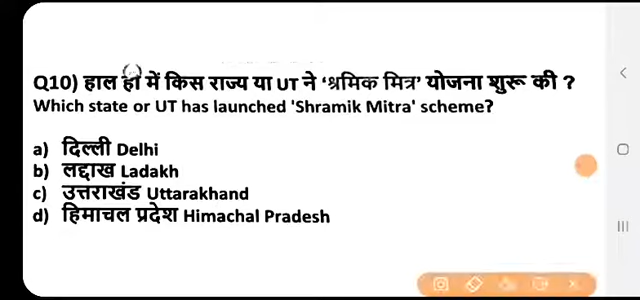 Q10) हाल ही में किस राज्य या UT ने ‘श्रमिक मित्र’ योजना शुरू की ?
Which state or UT has launched 'Shramik Mitra' scheme?
a) दिल्ली Delhi
b) लद्दाख Ladakh
c) उत्तराखंड Uttarakhand
d) हिमाचल प्रदेश Himachal Pradesh